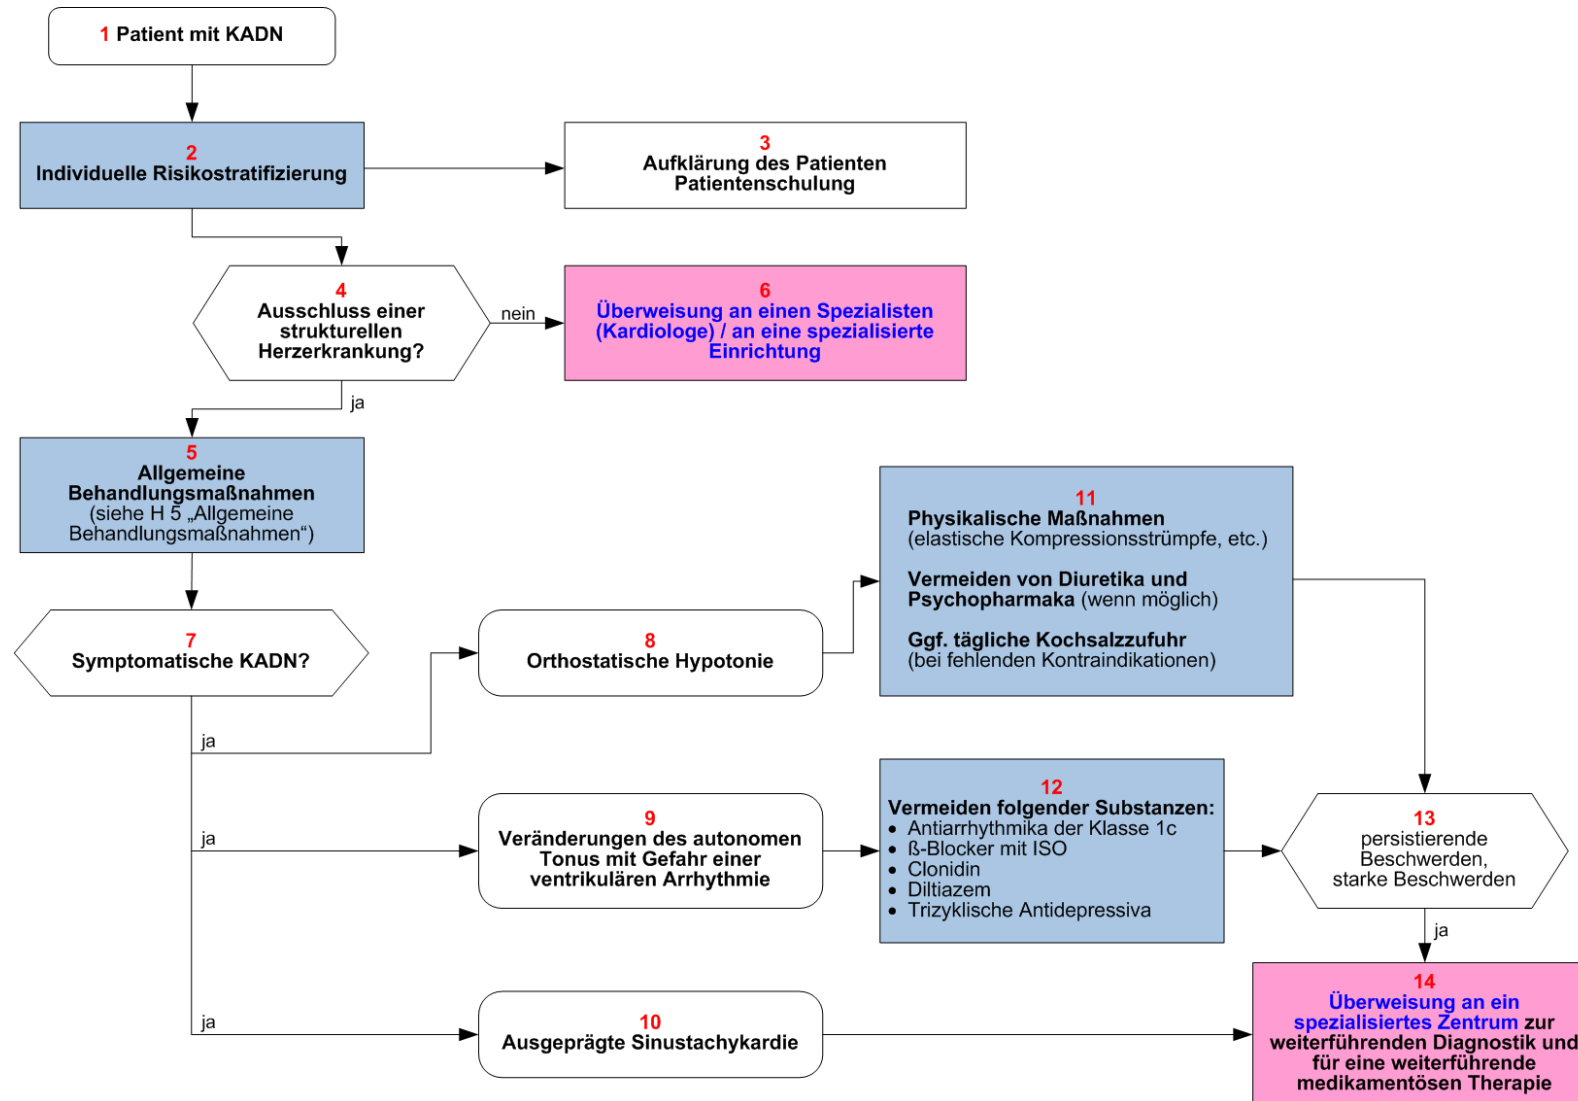 1 Patient mit KADN
2
Individuelle Risikostratifizierung
3
Aufklärung des Patienten
Patientenschulung
4
Ausschluss einer
strukturellen
Herzerkrankung?
nein
6
Überweisung an einen Spezialisten
(Kardiologe) / an eine spezialisierte
Einrichtung
ja
5
Allgemeine
Behandlungsmaßnahmen
(siehe H 5 „Allgemeine
Behandlungsmaßnahmen“)
7
Symptomatische KADN?
ja
8
Orthostatische Hypotonie
11
Physikalische Maßnahmen
(elastische Kompressionsstrümpfe, etc.)
Vermeiden von Diuretika und
Psychopharmaka (wenn möglich)
Ggf. tägliche Kochsalzzufuhr
(bei fehlenden Kontraindikationen)
ja
9
Veränderungen des autonomen
Tonus mit Gefahr einer
ventrikulären Arrhythmie
12
Vermeiden folgender Substanzen:
• Antiarrhythmika der Klasse 1c
• ß-Blocker mit ISO
• Clonidin
• Diltiazem
• Trizyklische Antidepressiva
13
persistierende
Beschwerden,
starke Beschwerden
ja
ja
10
Ausgeprägte Sinustachykardie
14
Überweisung an ein
spezialisiertes Zentrum zur
weiterführenden Diagnostik und
für eine weiterführende
medikamentösen Therapie